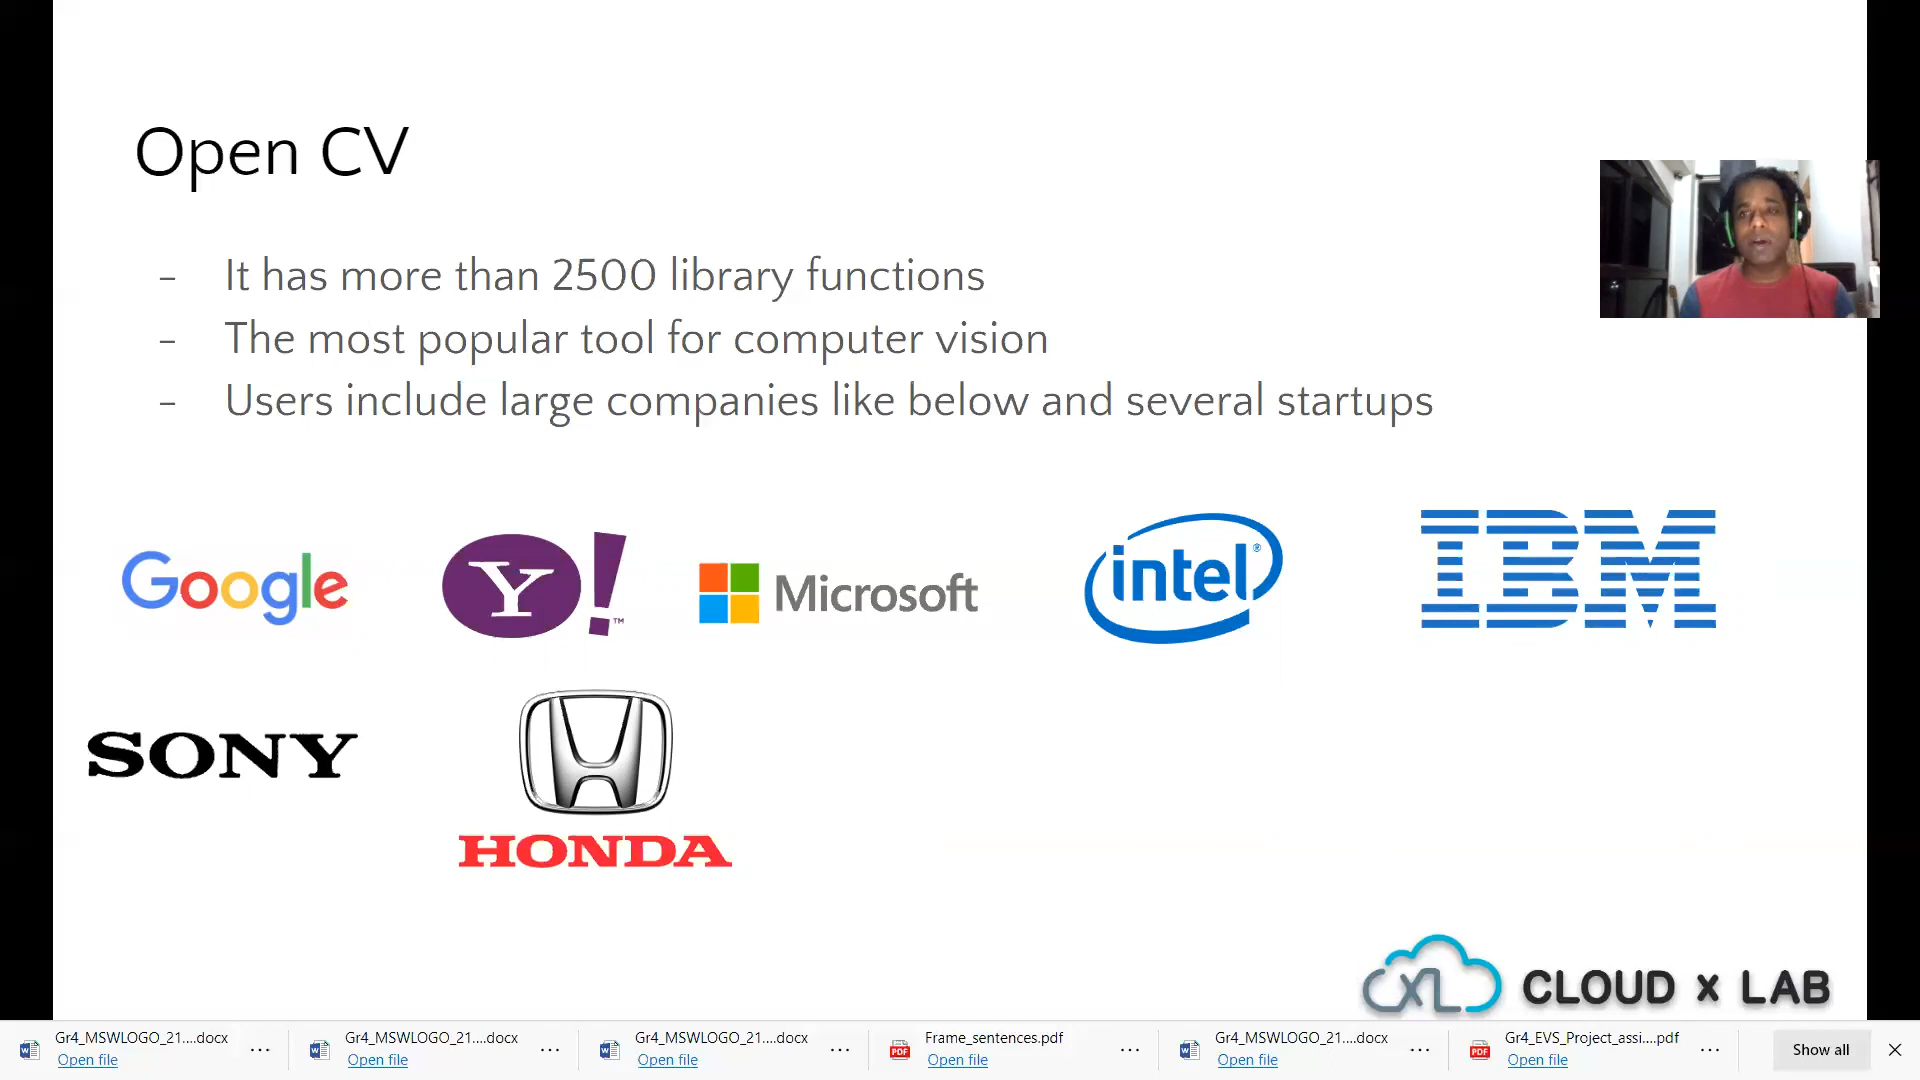 Open CV
- It has more than 2500 library functions
- The most popular tool for computer vision
- Users include large companies like below and several startups
Google Y!™ Microsoft intel® IBM
SONY
HONDA
CXL CLOUD x LAB
Gr4_MSWLOGO_21....docx Gr4_MSWLOGO_21....docx Gr4_MSWLOGO_21....docx Frame_sentences.pdf Gr4_MSWLOGO_21....docx Gr4_EVS_Project_assi....pdf
Open file Open file Open file Open file Open file Open file
Show all